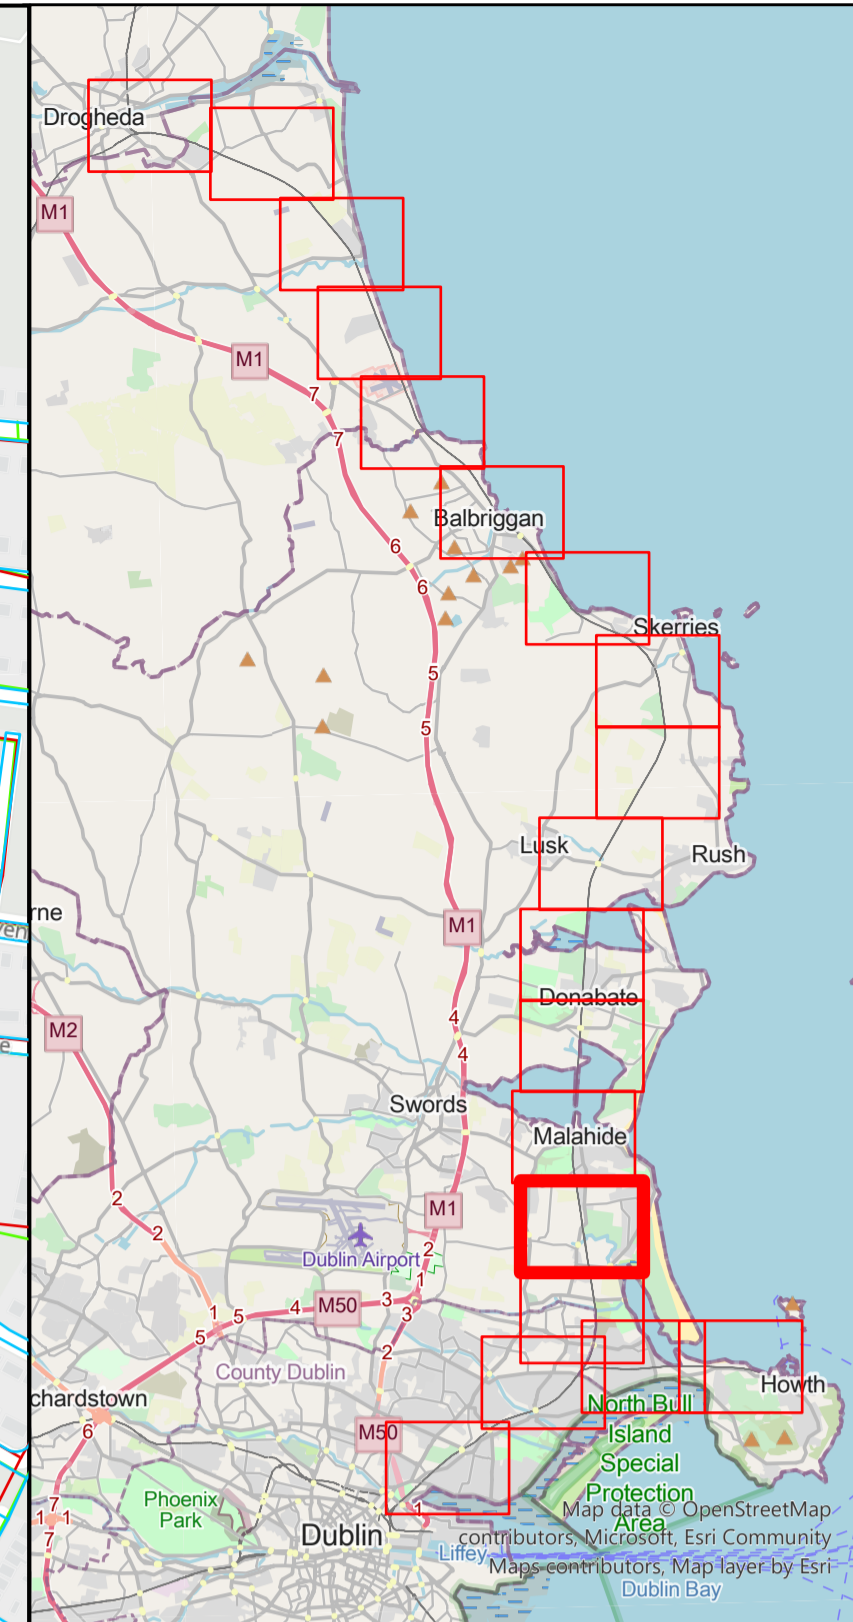 Drogheda
M1
M1
7
7
Balbriggan
6
6
Skerries
5
5
Lusk
Rush
rne
ven
M1
Donabate
4
M2
e
4
Swords
Malahide
2
M1
2
Dublin Airport
2
1
3
M50
4
5
1
3
5
2
County Dublin
chardstown
Howth
North Bull
Island
Special
Protection
Area
6
M50
Phoenix
Park
7
1
1
7
1
Dublin
Liffey
Map data © OpenStreetMap
contributors, Microsoft, Esri Community
Maps contributors, Map layer by Esri
Dublin Bay